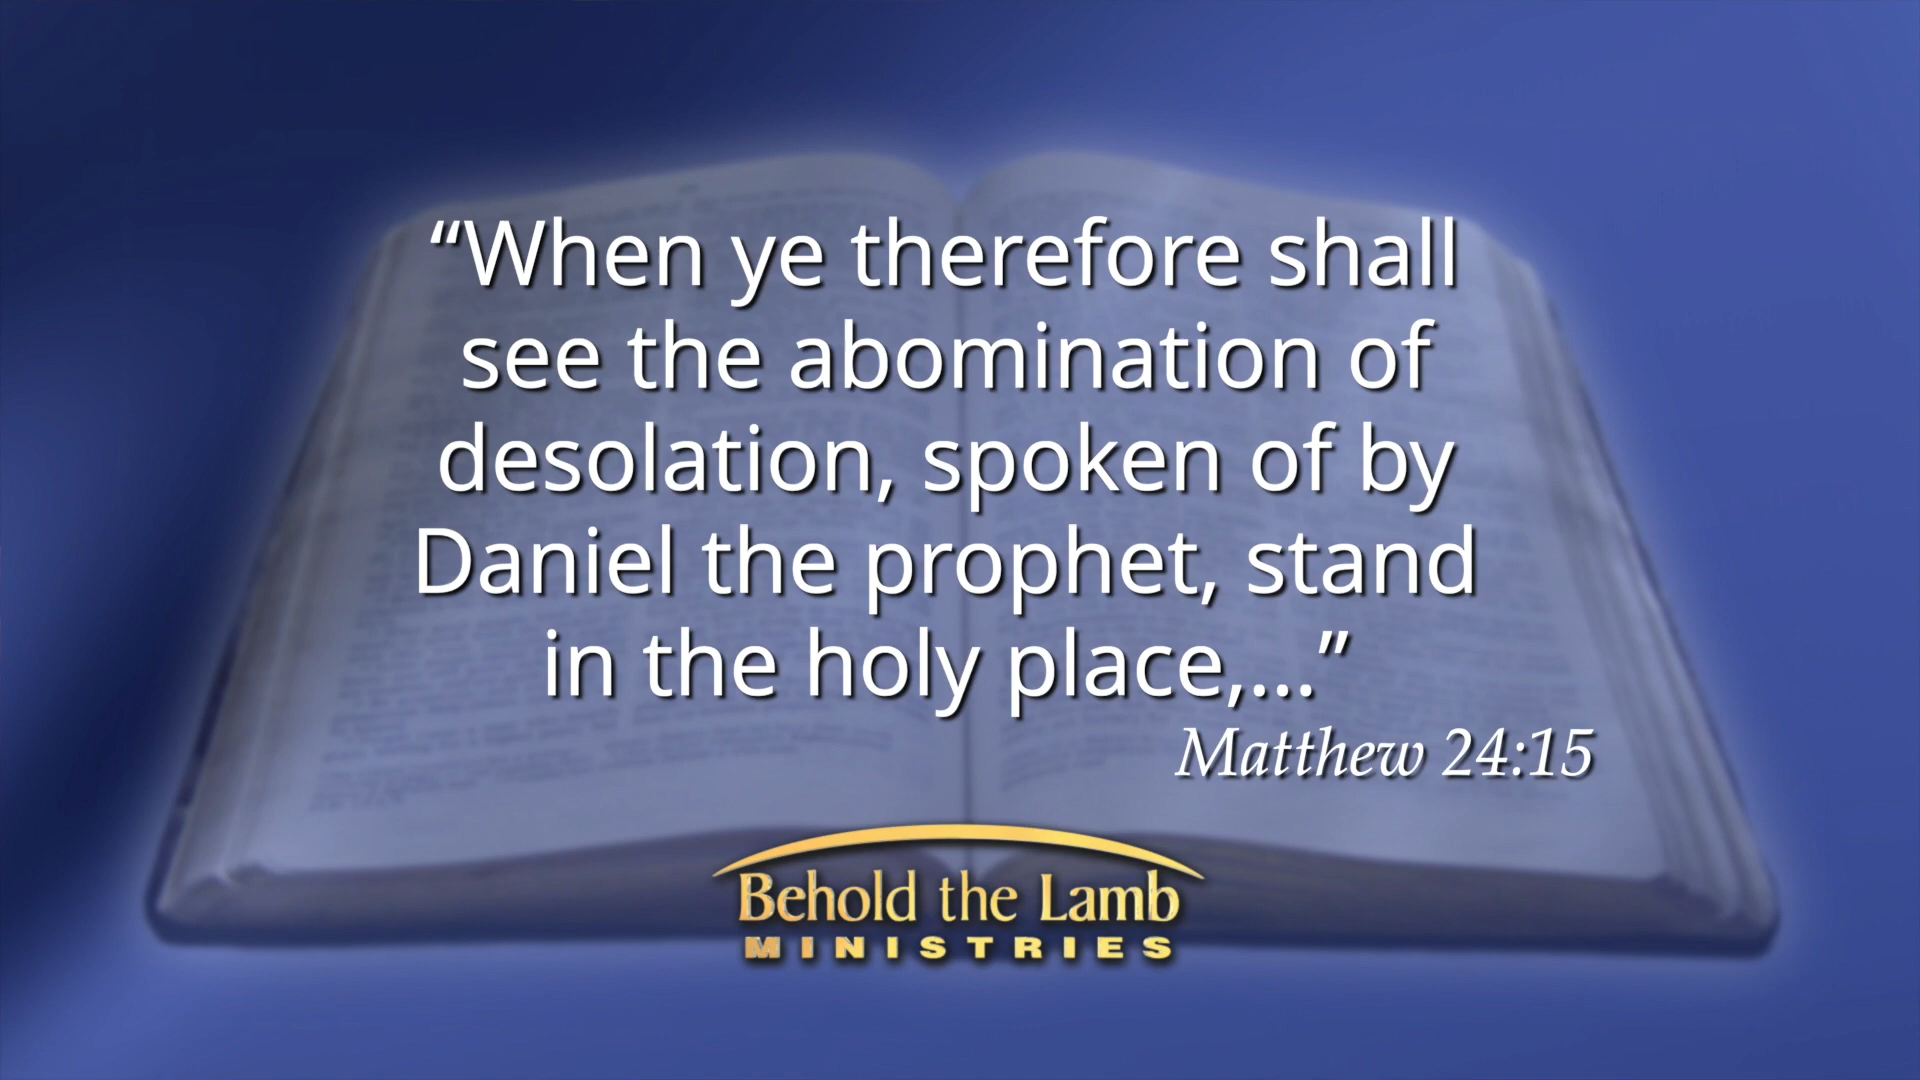 “When ye therefore shall
see the abomination of
desolation, spoken of by
Daniel the prophet, stand
in the holy place,...”
Matthew 24:15
Behold the Lamb
MINISTRIES